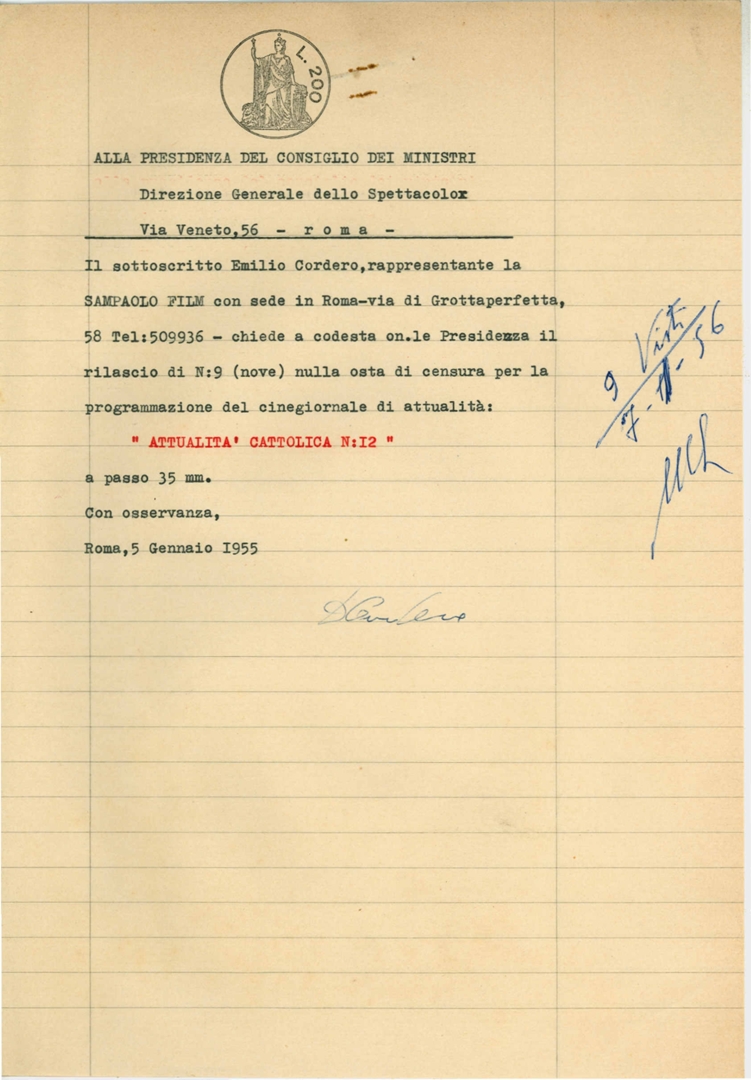 L. 200
ALLA PRESIDENZA DEL CONSIGLIO DEI MINISTRI
Direzione Generale dello Spettacolox
Via Veneto,56 - r o m a -
Il sottoscritto Emilio Cordero,rappresentante la
SAMPAOLO FILM con sede in Roma-via di Grottaperfetta,
58 Tel:509936 - chiede a codesta on.le Presidenza il
rilascio di N:9 (nove) nulla osta di censura per la
programmazione del cinegiornale di attualità:
" ATTUALITA' CATTOLICA N:I2 "
a passo 35 mm.
Con osservanza,
Roma,5 Gennaio I955
9 Visti
Cordero